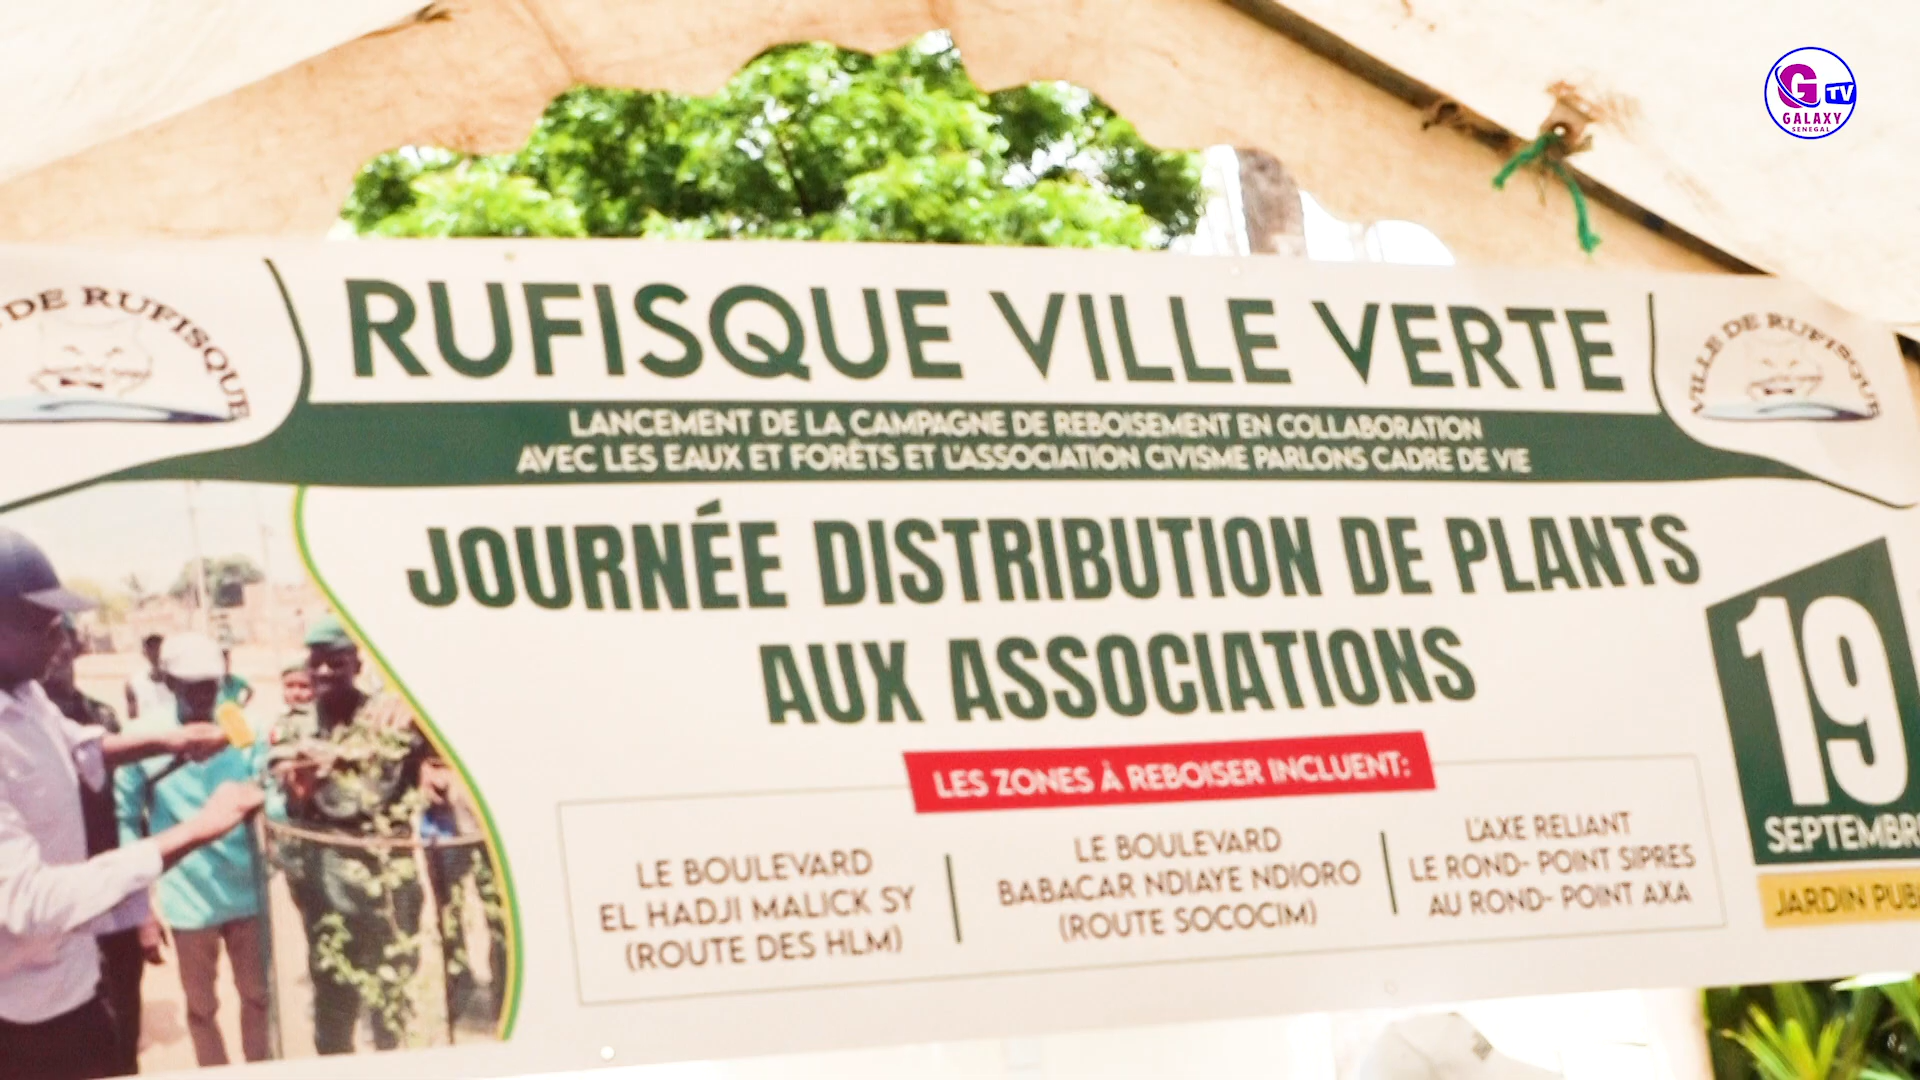 G TV
GALAXY
SENEGAL
DE RUFISQUE
RUFISQUE VILLE VERTE
VILLE DE RUFISQUE
LANCEMENT DE LA CAMPAGNE DE REBOISEMENT EN COLLABORATION
AVEC LES EAUX ET FORÊTS ET L'ASSOCIATION CIVISME PARLONS CADRE DE VIE
JOURNÉE DISTRIBUTION DE PLANTS
AUX ASSOCIATIONS
19
SEPTEMBR
JARDIN PUB
LES ZONES À REBOISER INCLUENT:
LE BOULEVARD
EL HADJI MALICK SY
(ROUTE DES HLM)
LE BOULEVARD
BABACAR NDIAYE NDIORO
(ROUTE SOCOCIM)
L'AXE RELIANT
LE ROND- POINT SIPRES
AU ROND- POINT AXA